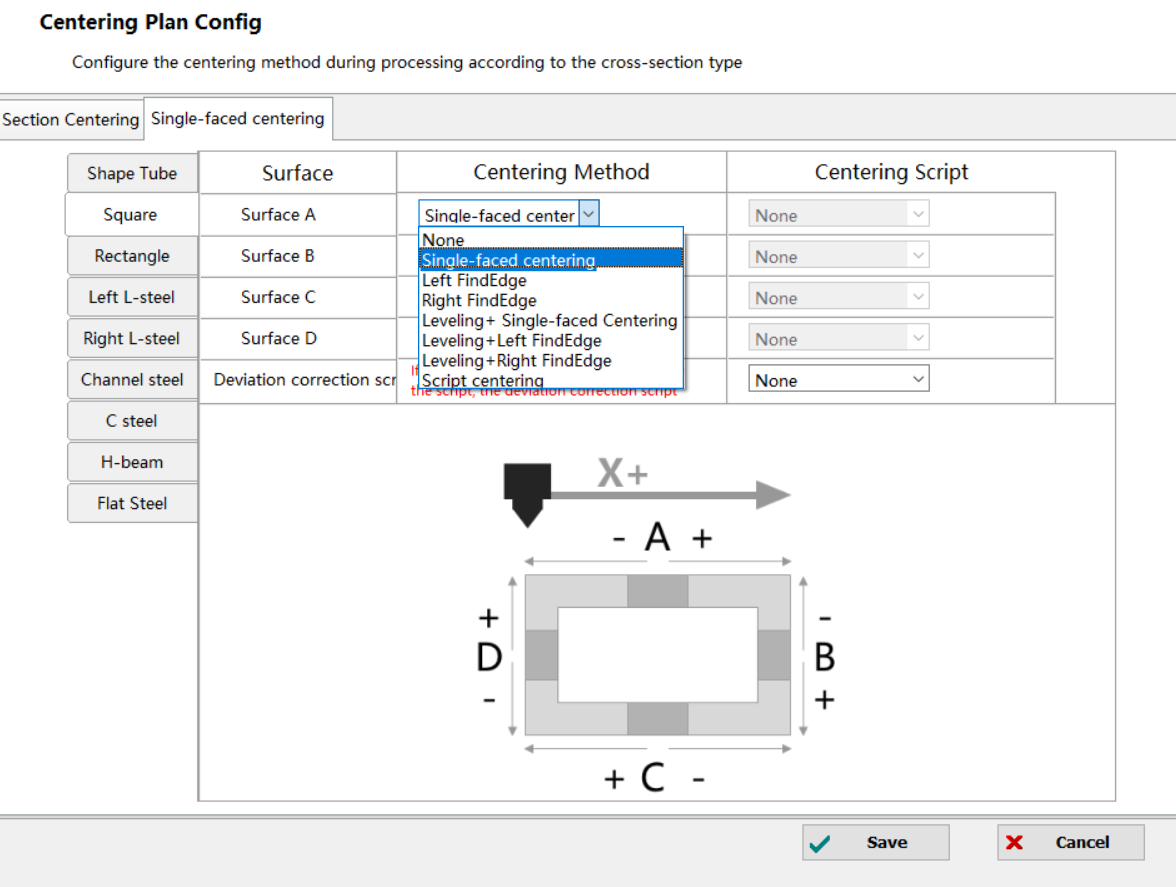 Centering Plan Config
Configure the centering method during processing according to the cross-section type
Section Centering
Single-faced centering
Shape Tube
Surface
Centering Method
Centering Script
Square
Surface A
Single-faced center
None
None
Single-faced centering
Left FindEdge
Right FindEdge
Leveling+ Single-faced Centering
Leveling+Left FindEdge
Leveling+Right FindEdge
Script centering
Rectangle
Surface B
None
Left L-steel
Surface C
None
Right L-steel
Surface D
None
Channel steel
Deviation correction scr
If
the script, the deviation correction script
None
C steel
H-beam
Flat Steel
X+
- A +
+
D
-
-
B
+
+ C -
Save
Cancel